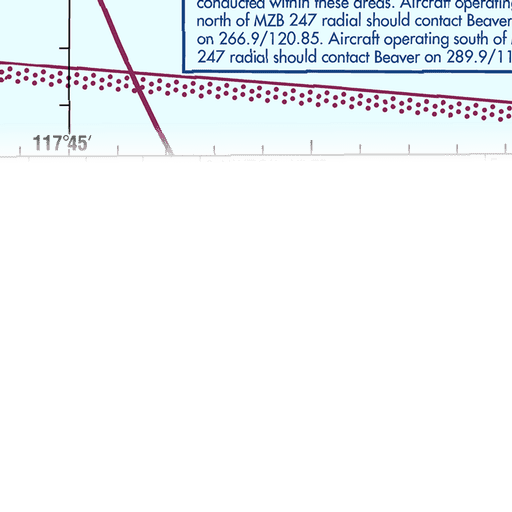 conducted within these areas. Aircraft operating
north of MZB 247 radial should contact Beaver
on 266.9/120.85. Aircraft operating south of
247 radial should contact Beaver on 289.9/11
117°45′